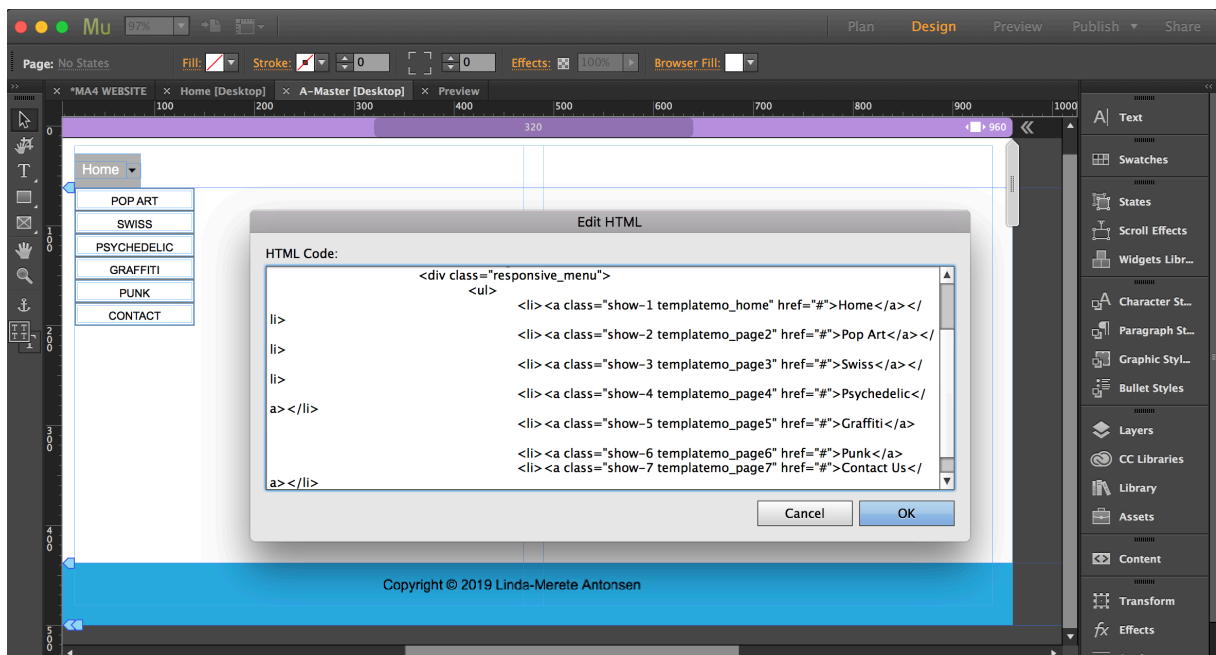 Mu 97% Plan Design Preview Publish Share
Page: No States Fill: Stroke: 0 0 Effects: 100% Browser Fill:
× *MA4 WEBSITE × Home [Desktop] × A-Master [Desktop] × Preview
100 200 300 400 500 600 700 800 900 1000
0 320 960
Home
POP ART
SWISS
PSYCHEDELIC
GRAFFITI
PUNK
CONTACT
100
200
300
400
500
Edit HTML
HTML Code:
<div class="responsive_menu">
<ul>
<li><a class="show-1 templatemo_home" href="#">Home</a></
li>
<li><a class="show-2 templatemo_page2" href="#">Pop Art</a></
li>
<li><a class="show-3 templatemo_page3" href="#">Swiss</a></
li>
<li><a class="show-4 templatemo_page4" href="#">Psychedelic</
a></li>
<li><a class="show-5 templatemo_page5" href="#">Graffiti</a>
<li><a class="show-6 templatemo_page6" href="#">Punk</a>
<li><a class="show-7 templatemo_page7" href="#">Contact Us</
a></li>
Cancel OK
Copyright © 2019 Linda-Merete Antonsen
A| Text
Swatches
States
Scroll Effects
Widgets Libr...
Character St...
Paragraph St...
Graphic Styl...
Bullet Styles
Layers
CC Libraries
Library
Assets
Content
Transform
fx Effects